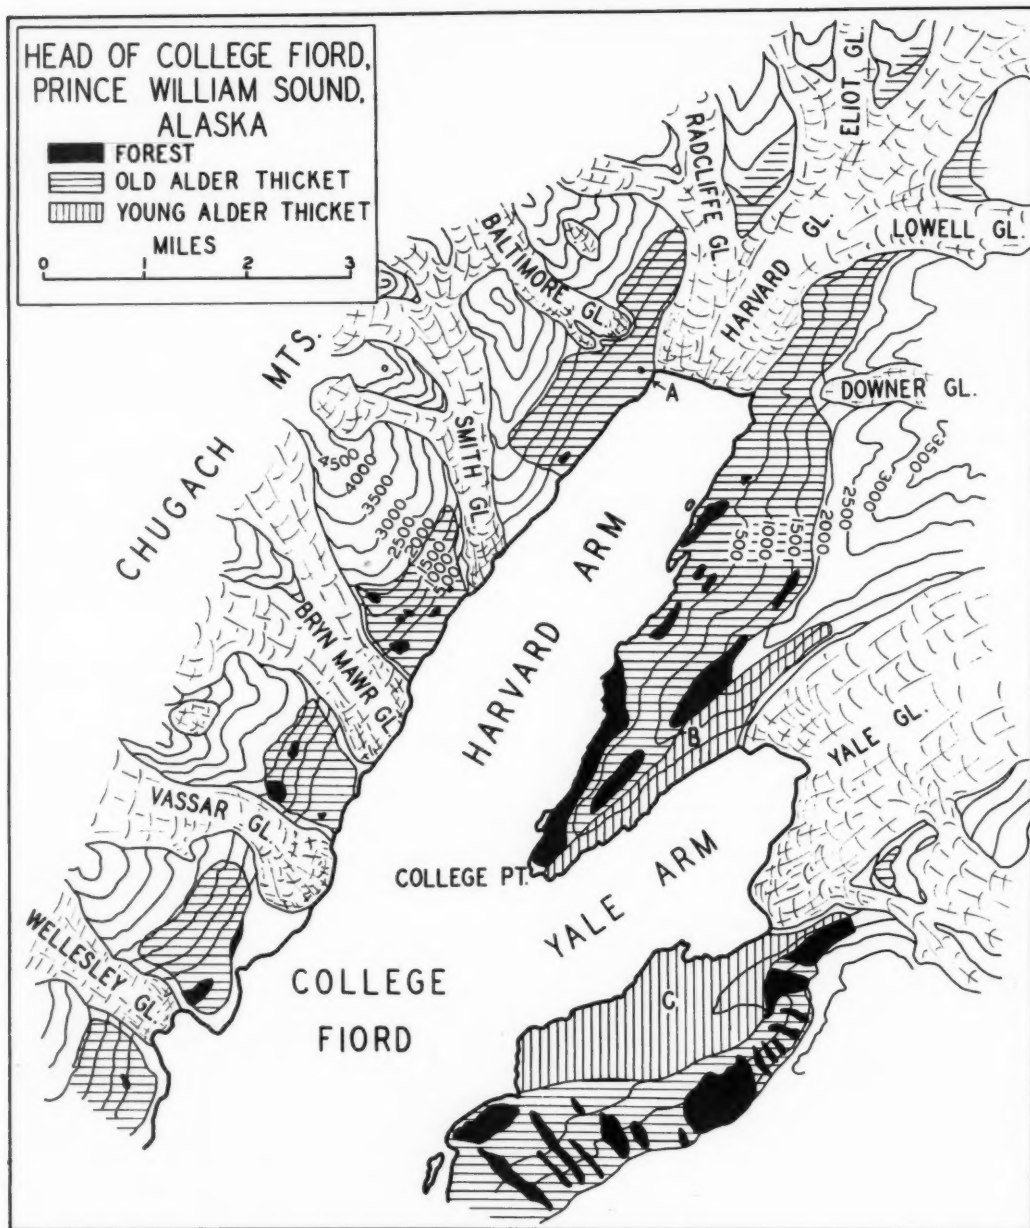 HEAD OF COLLEGE FIORD,
PRINCE WILLIAM SOUND,
ALASKA
FOREST
OLD ALDER THICKET
YOUNG ALDER THICKET
MILES
0 1 2 3
ELIOT GL.
RADCLIFFE GL.
LOWELL GL.
HARVARD GL.
BALTIMORE GL.
A
DOWNER GL.
CHUGACH MTS.
SMITH GL.
4500
4000
3500
3000
2500
2000
1500
1000
500
500
1000
1500
2000
2500
3000
3500
HARVARD ARM
BRYN MAWR GL.
B
YALE GL.
VASSAR GL.
COLLEGE PT.
YALE ARM
WELLESLEY GL.
COLLEGE
FIORD
C